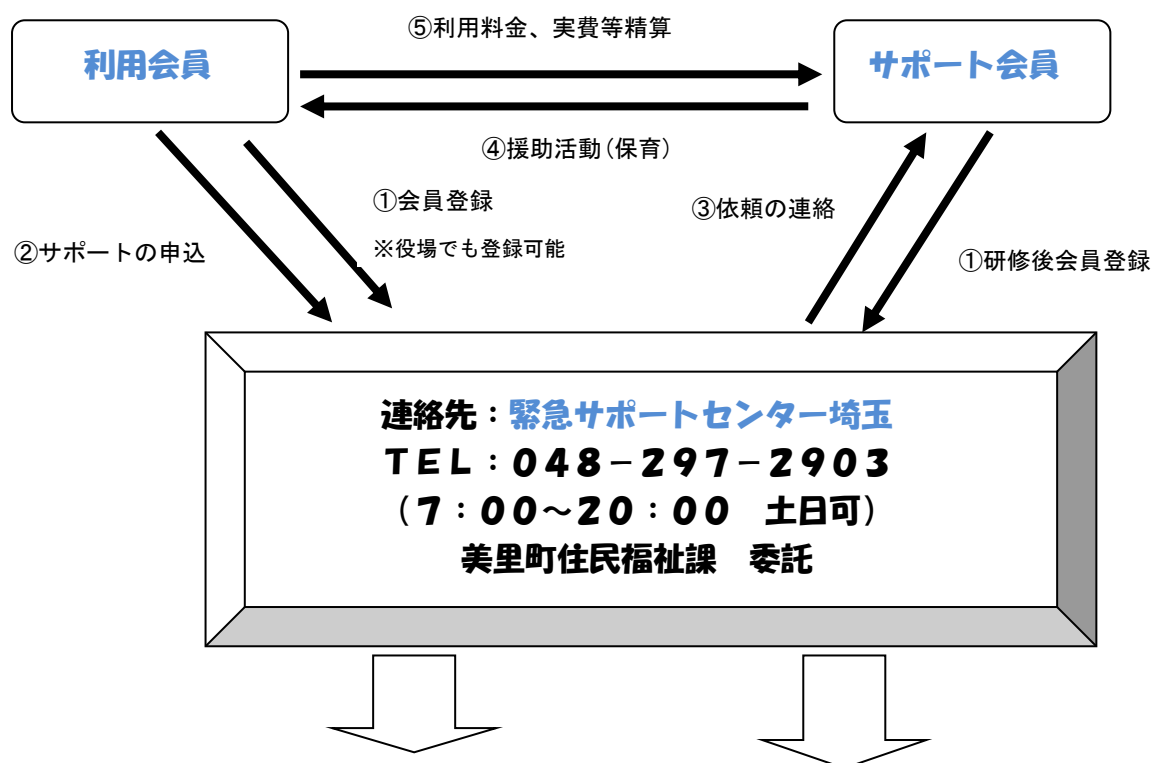 ⑤利用料金、実費等精算
利用会員
サポート会員
④援助活動(保育)
①会員登録
※役場でも登録可能
③依頼の連絡
②サポートの申込
①研修後会員登録
連絡先：緊急サポートセンター埼玉
ＴＥＬ：０４８－２９７－２９０３
（７：００～２０：００　土日可）
美里町住民福祉課　委託